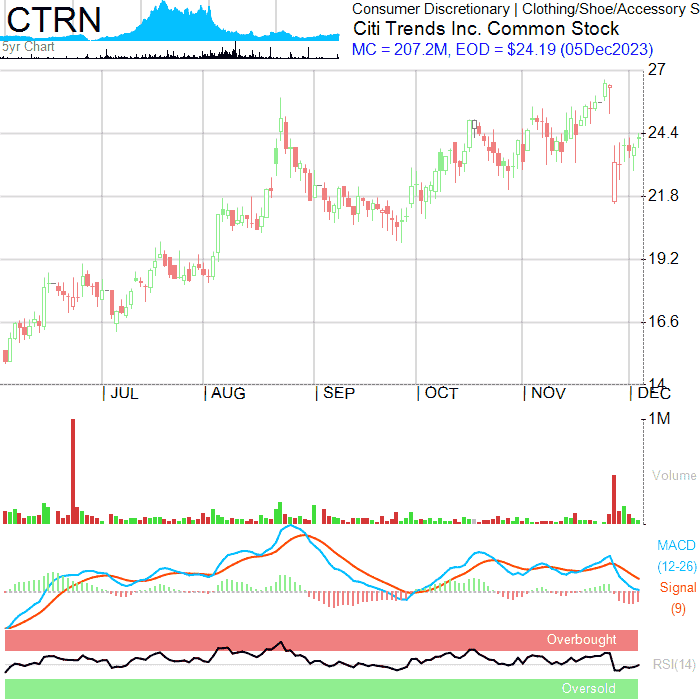 CTRN
Consumer Discretionary | Clothing/Shoe/Accessory S
Citi Trends Inc. Common Stock
MC = 207.2M, EOD = $24.19 (05Dec2023)
5yr Chart
27
24.4
21.8
19.2
16.6
14
| JUL | AUG | SEP | OCT | NOV | DEC
1M
Volume
MACD
(12-26)
Signal
(9)
Overbought
RSI(14)
Oversold